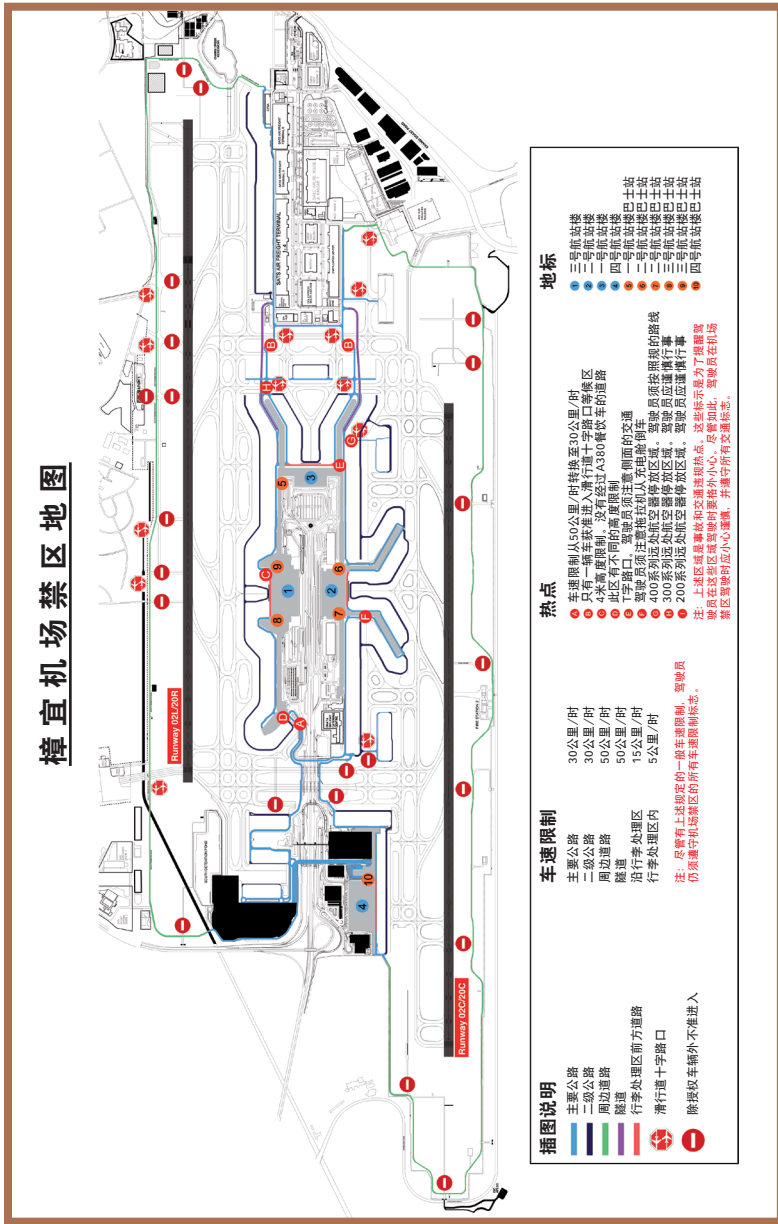 樟宜机场禁区地图
Runway 02L/20R
Runway 02C/20C
SATS AIR FREIGHT TERMINAL
1-4
A
B
B
C
D
E
F
G
H
1
2
3
4
5
6
7
8
9
10
插图说明
主要公路
二级公路
周边道路
隧道
行李处理区前方道路
滑行道十字路口
除授权车辆外不准进入
车速限制
主要公路 30公里/时
二级公路 30公里/时
周边道路 50公里/时
隧道 50公里/时
沿行李处理区 15公里/时
行李处理区内 5公里/时
注：尽管有上述规定的一般车速限制，驾驶员
仍须遵守机场禁区的所有车速限制标志。
热点
A 车速限制从50公里/时转换至30公里/时
B 只有一辆车获准进入滑行道十字路口等候区
C 4米高度限制。没有经过A380餐饮车的道路
D 此区有不同的高度限制
E T字路口。驾驶员须注意侧面的交通
F 驾驶员须注意拖拉机从充电舱倒车
G 400系列远处航空器停放区域。驾驶员须按照规的路线
H 300系列远处航空器停放区域。驾驶员应谨慎行事
I 200系列远处航空器停放区域。驾驶员应谨慎行事
注：上述区域是事故和交通违规热点。这些标示是为了提醒驾
驶员在这些区域驾驶时要格外小心。尽管如此，驾驶员在机场
禁区驾驶时应小心谨慎，并遵守所有交通标志。
地标
1 三号航站楼
2 二号航站楼
3 一号航站楼
4 四号航站楼
5 一号航站楼巴士站
6 二号航站楼巴士站
7 二号航站楼巴士站
8 三号航站楼巴士站
9 三号航站楼巴士站
10 四号航站楼巴士站